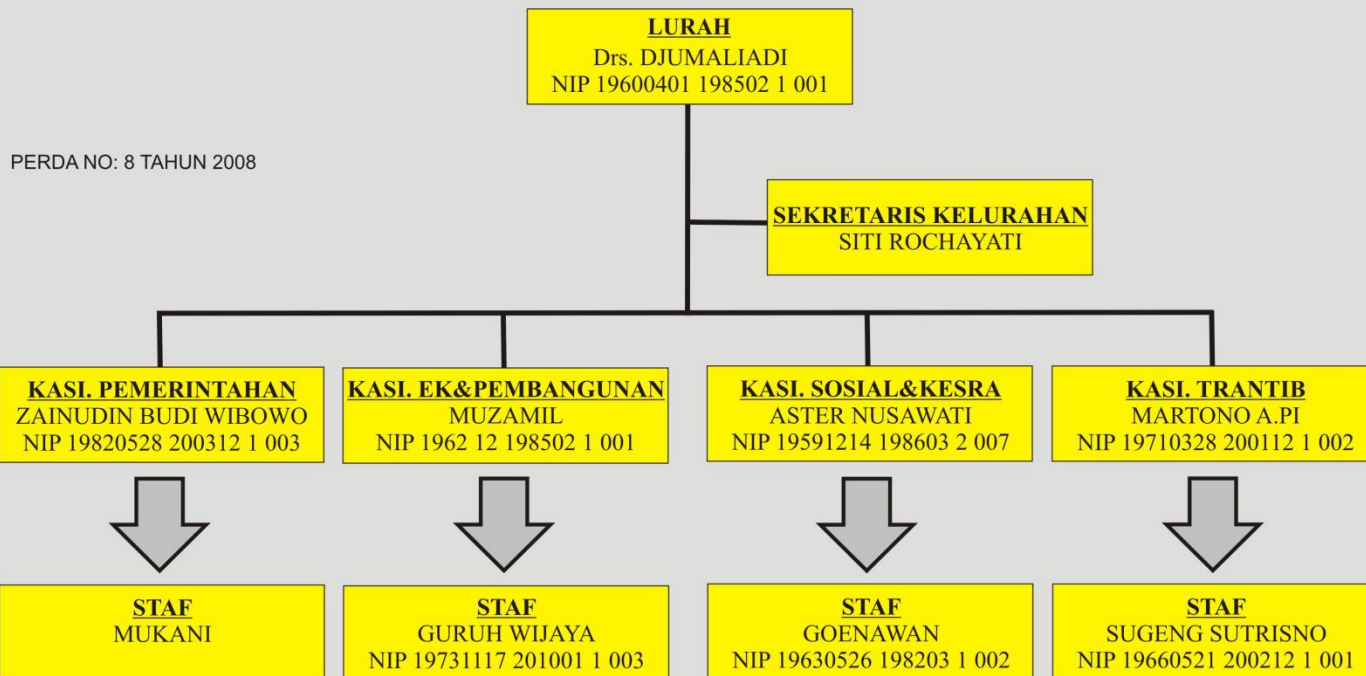 LURAH
Drs. DJUMALIADI
NIP 19600401 198502 1 001
PERDA NO: 8 TAHUN 2008
SEKRETARIS KELURAHAN
SITI ROCHAYATI
KASI. PEMERINTAHAN
ZAINUDIN BUDI WIBOWO
NIP 19820528 200312 1 003
KASI. EK&PEMBANGUNAN
MUZAMIL
NIP 1962 12 198502 1 001
KASI. SOSIAL&KESRA
ASTER NUSAWATI
NIP 19591214 198603 2 007
KASI. TRANTIB
MARTONO A.PI
NIP 19710328 200112 1 002
STAF
MUKANI
STAF
GURUH WIJAYA
NIP 19731117 201001 1 003
STAF
GOENAWAN
NIP 19630526 198203 1 002
STAF
SUGENG SUTRISNO
NIP 19660521 200212 1 001